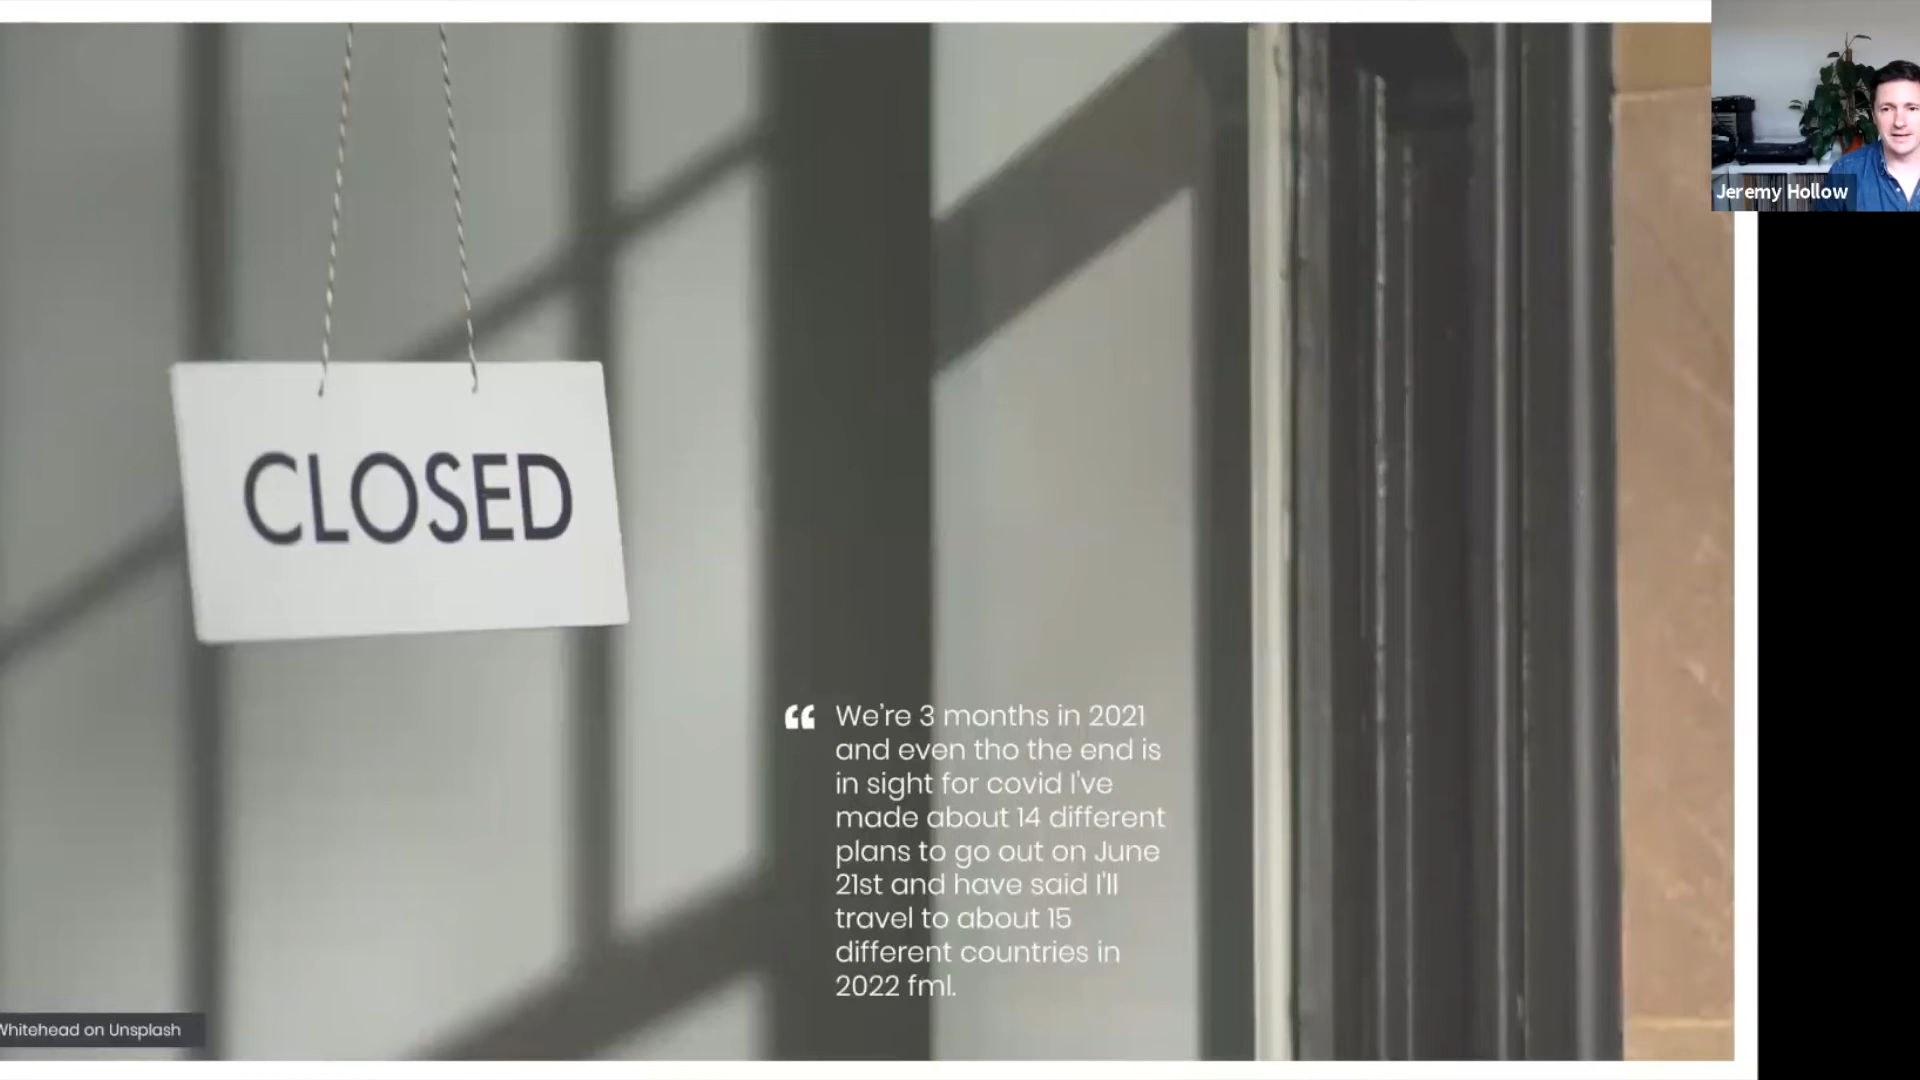 Jeremy Hollow
CLOSED
“ We're 3 months in 2021
and even tho the end is
in sight for covid I've
made about 14 different
plans to go out on June
21st and have said I'll
travel to about 15
different countries in
2022 fml.
Whitehead on Unsplash